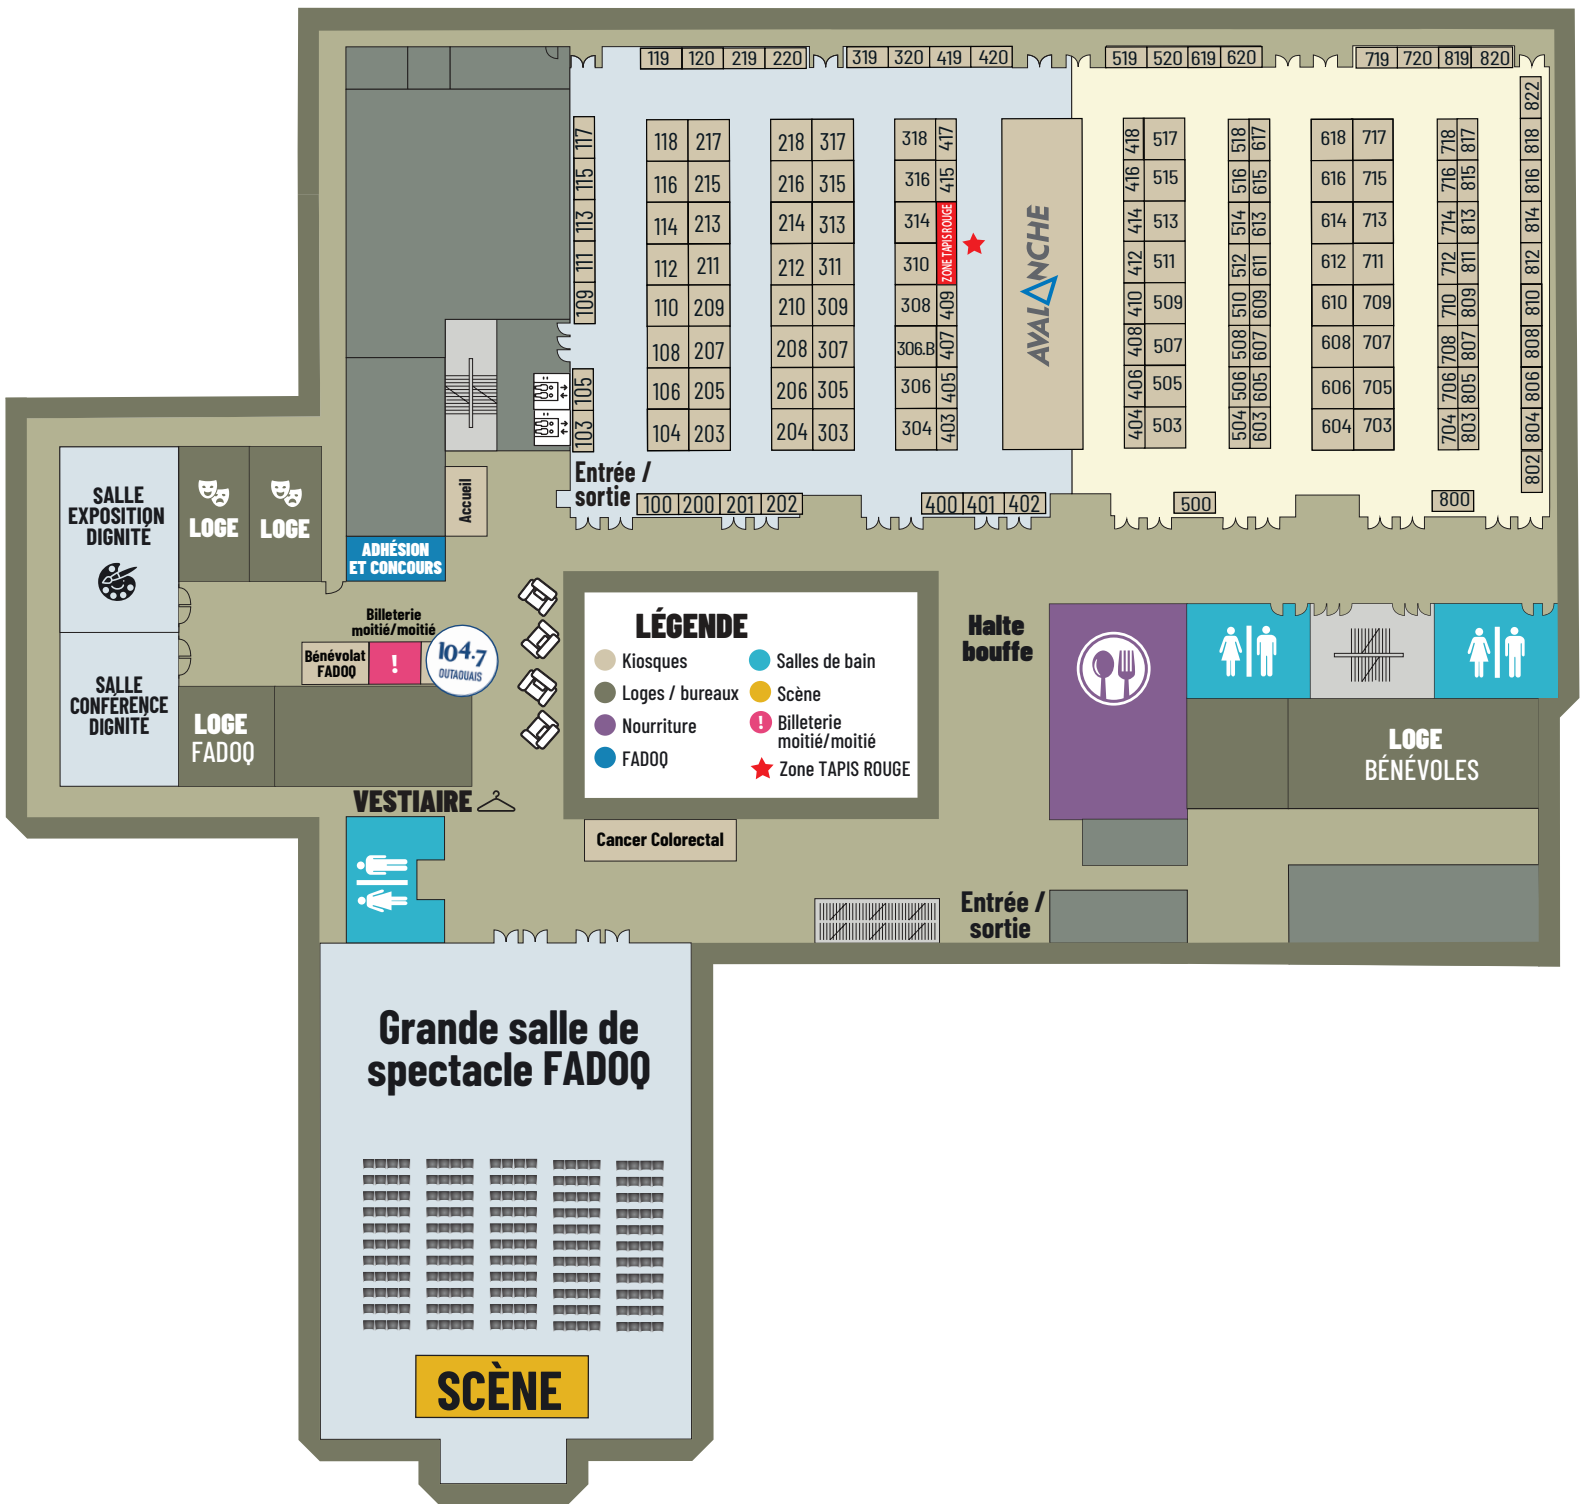 119 120 219 220 319 320 419 420 519 520 619 620 719 720 819 820
822
117 118 217 218 317 318 417 418 517 518 617 618 717 718 817 818
115 116 215 216 315 316 415 416 515 516 615 616 715 716 815 816
113 114 213 214 313 314 ZONE TAPIS ROUGE 414 513 514 613 614 713 714 813 814
111 112 211 212 311 310 412 511 512 611 612 711 712 811 812
109 110 209 210 309 308 409 410 509 510 609 610 709 710 809 810
AVALANCHE
108 207 208 307 306.B 407 408 507 508 607 608 707 708 807 808
105 106 205 206 305 306 405 406 505 506 605 606 705 706 805 806
103 104 203 204 303 304 403 404 503 504 603 604 703 704 803 804
802
Entrée /
sortie
100 200 201 202 400 401 402 500 800
Accueil
SALLE
EXPOSITION
DIGNITÉ
LOGE
LOGE
ADHÉSION
ET CONCOURS
Billeterie
moitié/moitié
Bénévolat
FADOQ
!
104.7
OUTAOUAIS
SALLE
CONFÉRENCE
DIGNITÉ
LOGE
FADOQ
LÉGENDE
Kiosques
Loges / bureaux
Nourriture
FADOQ
Salles de bain
Scène
! Billeterie
moitié/moitié
Zone TAPIS ROUGE
Halte
bouffe
LOGE
BÉNÉVOLES
VESTIAIRE
Cancer Colorectal
Entrée /
sortie
Grande salle de
spectacle FADOQ
SCÈNE